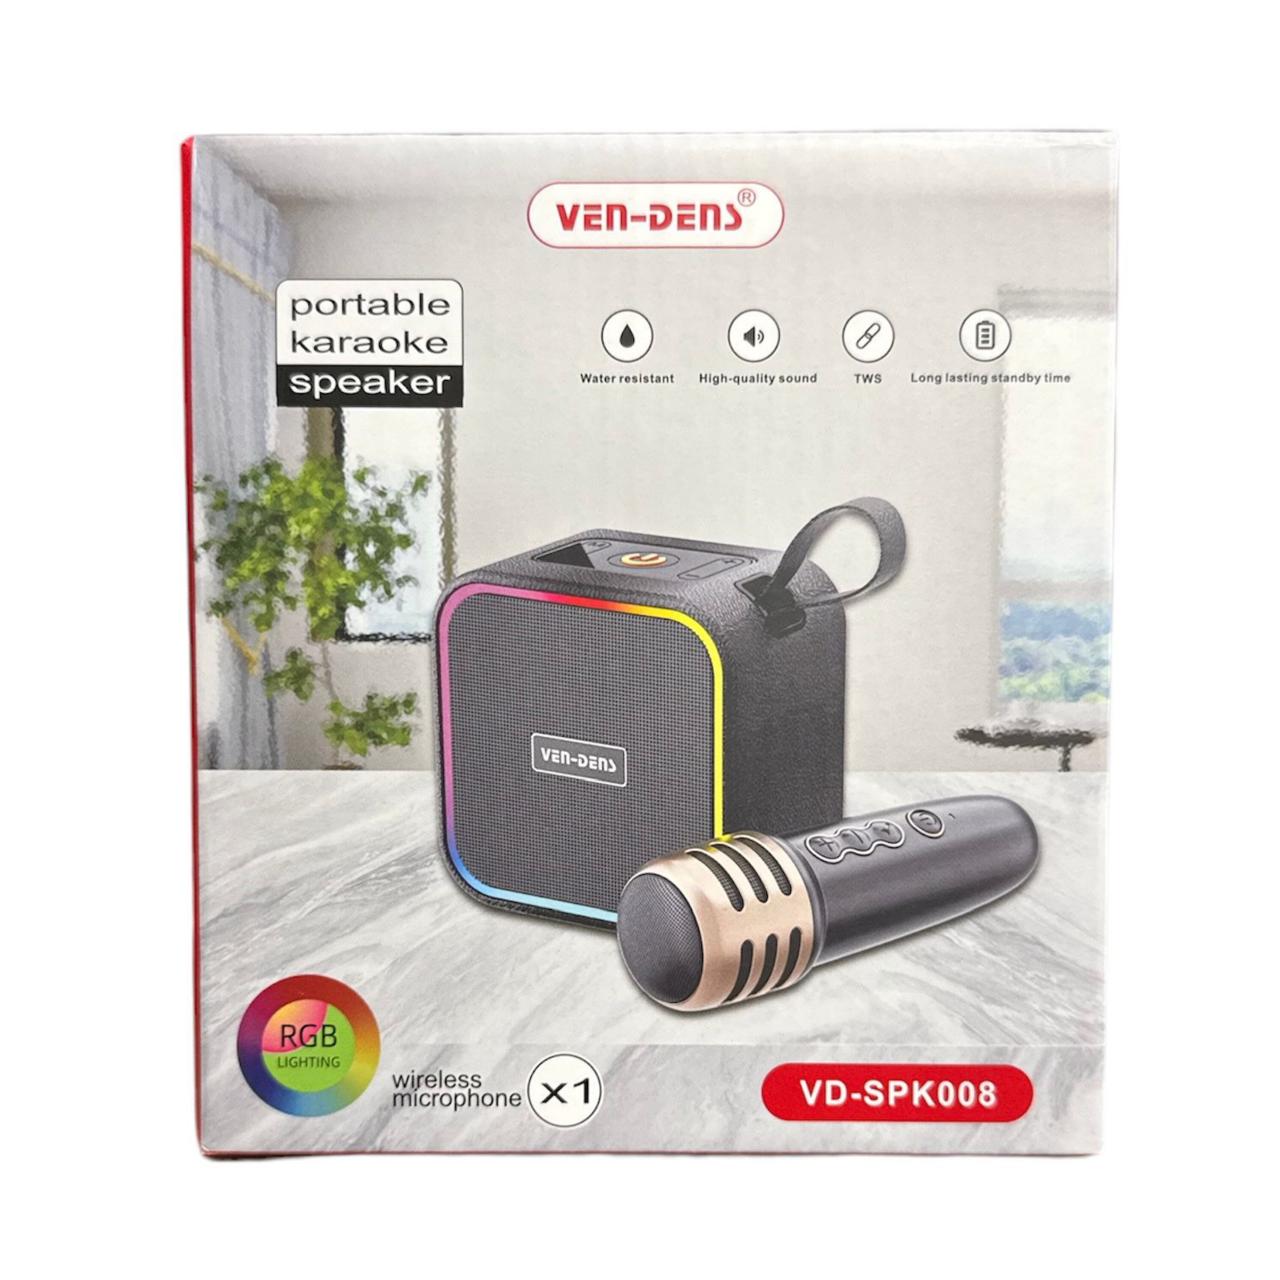 VEN-DENS®
portable
karaoke
speaker
Water resistant
High-quality sound
TWS
Long lasting standby time
VEN-DENS
RGB
LIGHTING
wireless
microphone
x1
VD-SPK008